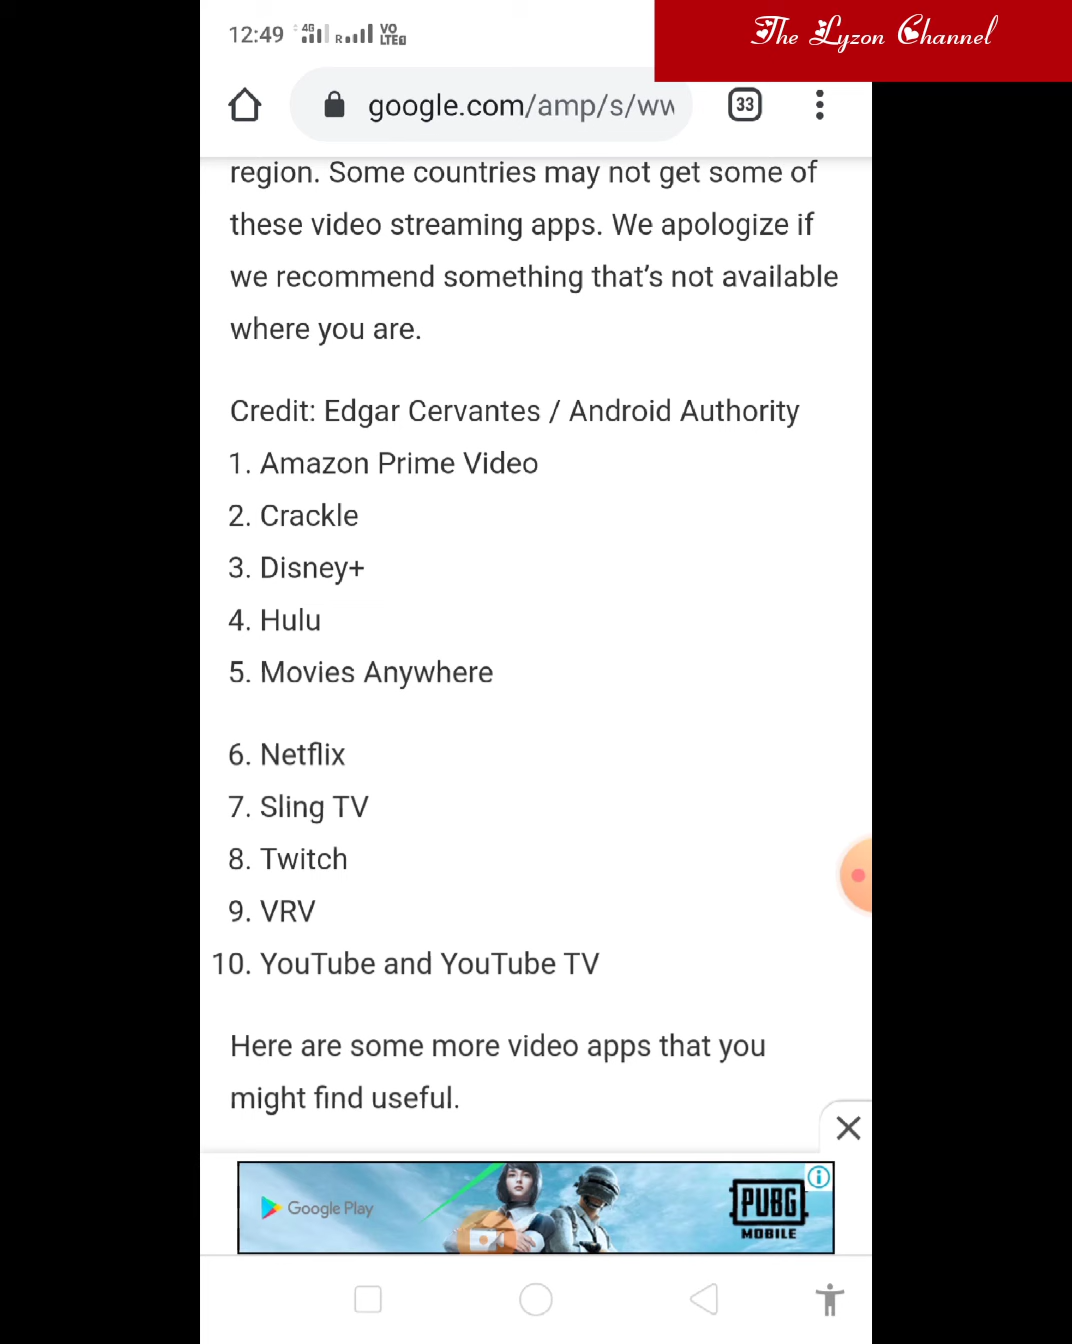 The Lyzon Channel
12:49 4G R VO LTE
google.com/amp/s/ww
33
region. Some countries may not get some of
these video streaming apps. We apologize if
we recommend something that's not available
where you are.
Credit: Edgar Cervantes / Android Authority
1. Amazon Prime Video
2. Crackle
3. Disney+
4. Hulu
5. Movies Anywhere
6. Netflix
7. Sling TV
8. Twitch
9. VRV
10. YouTube and YouTube TV
Here are some more video apps that you
might find useful.
Google Play
PUBG
MOBILE